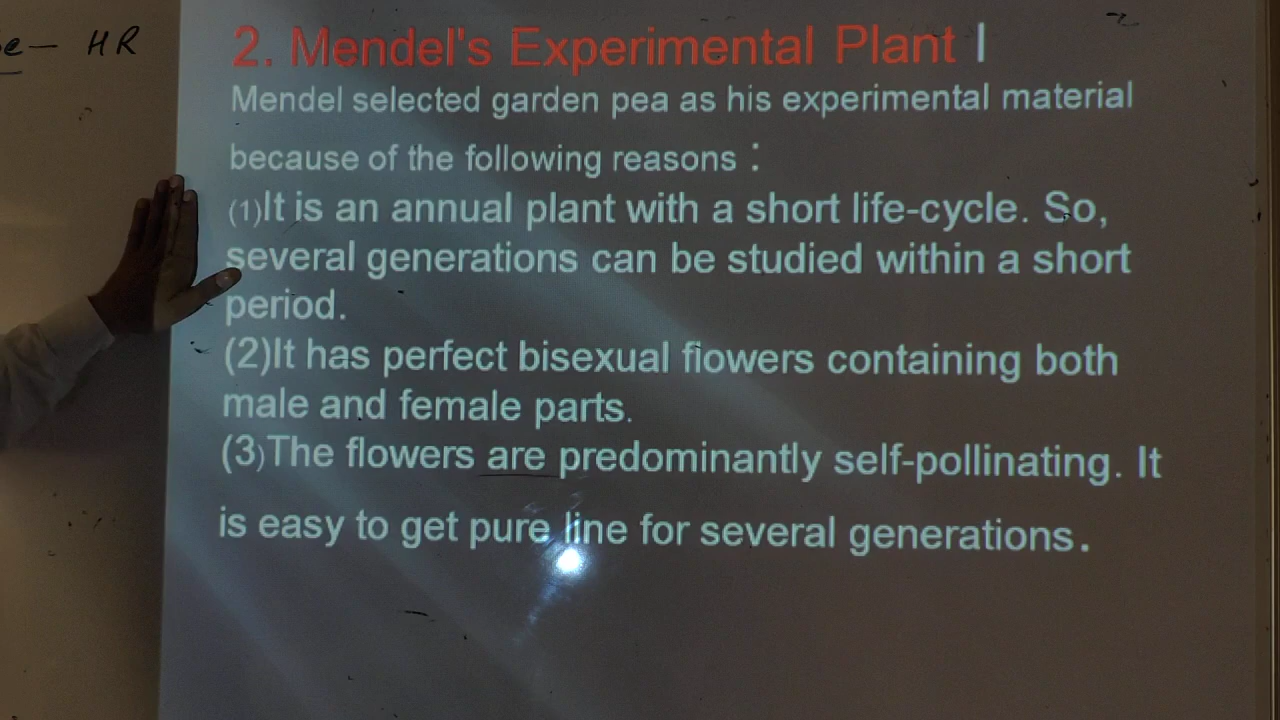 e— HR
2. Mendel's Experimental Plant |
Mendel selected garden pea as his experimental material
because of the following reasons :
(1)It is an annual plant with a short life-cycle. So,
several generations can be studied within a short
period.
(2)It has perfect bisexual flowers containing both
male and female parts.
(3)The flowers are predominantly self-pollinating. It
is easy to get pure line for several generations.